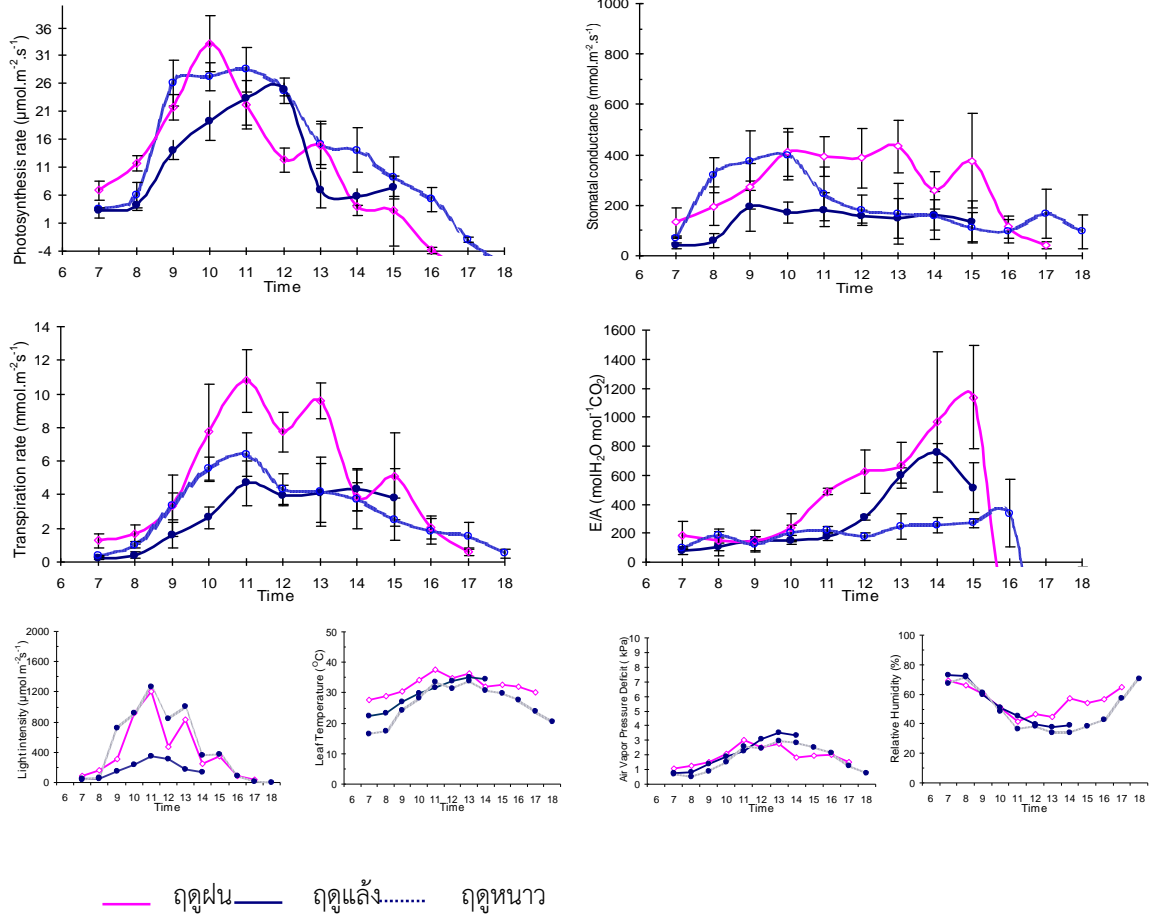 Photosynthesis rate (µmol.m⁻².s⁻¹)
36
31
26
21
16
11
6
1
-4
6 7 8 9 10 11 12 13 14 15 16 17 18
Time
Stomatal conductance (mmol.m⁻².s⁻¹)
1000
800
600
400
200
0
6 7 8 9 10 11 12 13 14 15 16 17 18
Time
Transpiration rate (mmol.m⁻²s⁻¹)
14
12
10
8
6
4
2
0
6 7 8 9 10 11 12 13 14 15 16 17 18
Time
E/A (molH₂O mol⁻¹CO₂)
1600
1400
1200
1000
800
600
400
200
0
6 7 8 9 10 11 12 13 14 15 16 17 18
Time
Light intensity (µmol m⁻²s⁻¹)
2000
1600
1200
800
400
0
6 7 8 9 10 11 12 13 14 15 16 17 18
Time
Leaf Temperature (°C)
50
40
30
20
10
0
6 7 8 9 10 11 12 13 14 15 16 17 18
Time
Air Vapor Pressure Deficit ( kPa)
10
9
8
7
6
5
4
3
2
1
0
6 7 8 9 10 11 12 13 14 15 16 17 18
Time
Relative Humidity (%)
100
80
60
40
20
0
6 7 8 9 10 11 12 13 14 15 16 17 18
Time
ฤดูฝน ฤดูแล้ง ฤดูหนาว